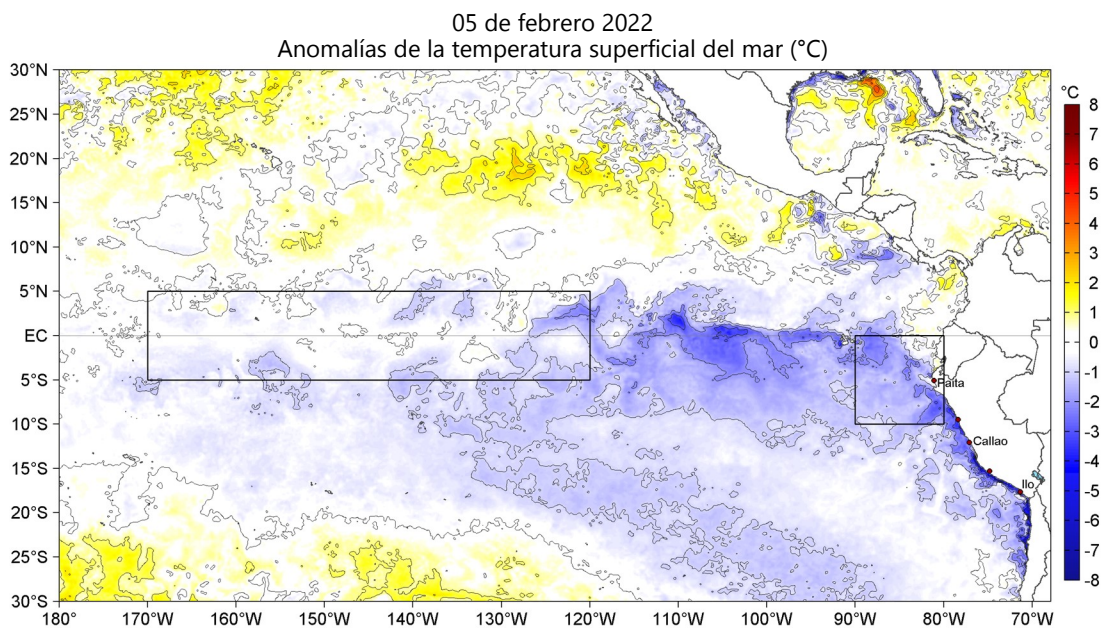 05 de febrero 2022
Anomalías de la temperatura superficial del mar (°C)
30°N
25°N
20°N
15°N
10°N
5°N
EC
5°S
10°S
15°S
20°S
25°S
30°S
180
170°W
160°W
150°W
140°W
130°W
120°W
110°W
100°W
90°W
80°W
70°W
Paita
Callao
Ilo
°C
8
7
6
5
4
3
2
1
0
-1
-2
-3
-4
-5
-6
-7
-8